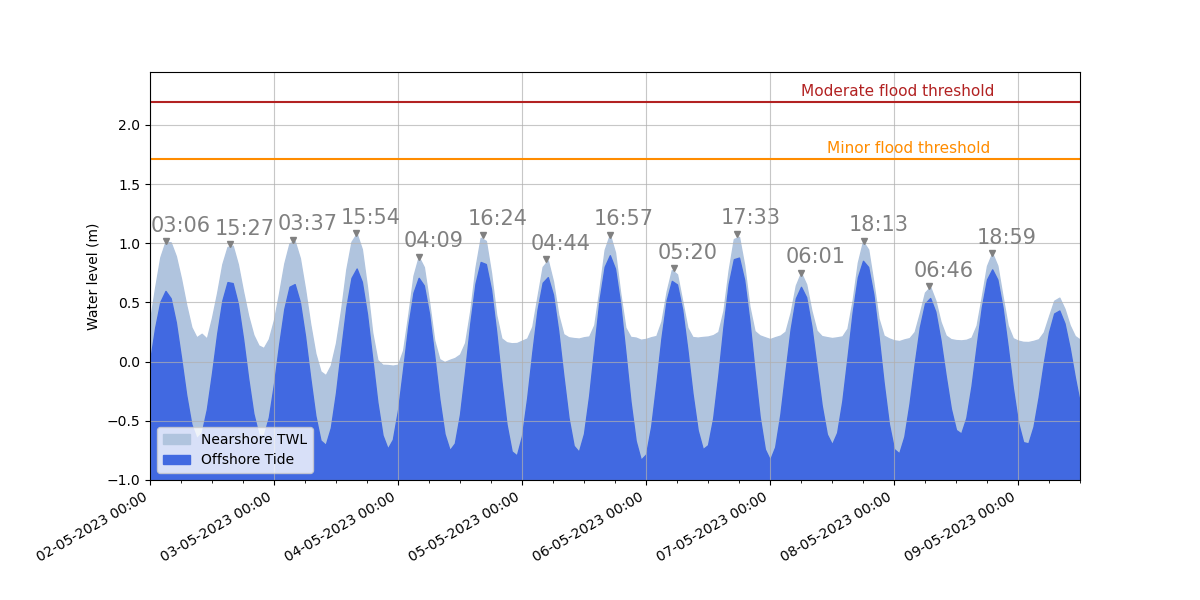 Moderate flood threshold
2.0
Minor flood threshold
1.5
03:06 15:27 03:37 15:54 04:09 16:24 04:44 16:57 05:20 17:33 06:01 18:13 06:46 18:59
1.0
Water level (m)
0.5
0.0
−0.5
Nearshore TWL
Offshore Tide
−1.0
02-05-2023 00:00 03-05-2023 00:00 04-05-2023 00:00 05-05-2023 00:00 06-05-2023 00:00 07-05-2023 00:00 08-05-2023 00:00 09-05-2023 00:00